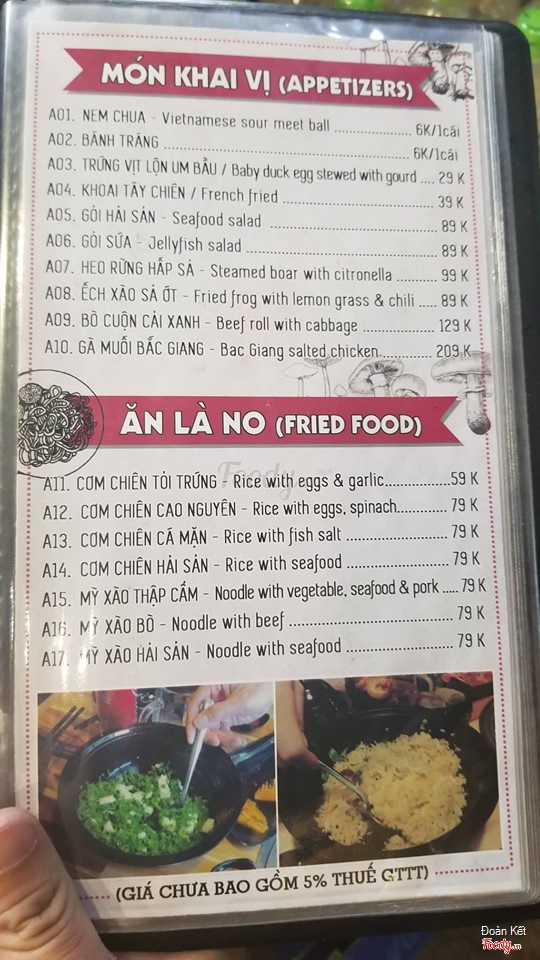 MÓN KHAI VỊ (APPETIZERS)
A01. NEM CHUA - Vietnamese sour meet ball ................... 6K/1cái
A02. BÁNH TRÁNG ................... 6K/1cái
A03. TRỨNG VỊT LỘN UM BẦU / Baby duck egg stewed with gourd .... 29 K
A04. KHOAI TÂY CHIÊN / French fried ................... 39 K
A05. GỎI HẢI SẢN - Seafood salad ................... 89 K
A06. GỎI SỨA - Jellyfish salad ................... 89 K
A07. HEO RỪNG HẤP SẢ - Steamed boar with citronella ........... 99 K
A08. ẾCH XÀO SẢ ỚT - Fried frog with lemon grass & chili ..... 89 K
A09. BÒ CUỘN CẢI XANH - Beef roll with cabbage ................... 129 K
A10. GÀ MUỐI BẮC GIANG - Bac Giang salted chicken............. 209 K
ĂN LÀ NO (FRIED FOOD)
A11. CƠM CHIÊN TỎI TRỨNG - Rice with eggs & garlic.................59 K
A12. CƠM CHIÊN CAO NGUYÊN - Rice with eggs, spinach............. 79 K
A13. CƠM CHIÊN CÁ MẶN - Rice with fish salt ................... 79 K
A14. CƠM CHIÊN HẢI SẢN - Rice with seafood ................... 79 K
A15. MỲ XÀO THẬP CẨM - Noodle with vegetable, seafood & pork ..... 79 K
A16. MỲ XÀO BÒ - Noodle with beef ................... 79 K
A17. MỲ XÀO HẢI SẢN - Noodle with seafood ................... 79 K
(GIÁ CHƯA BAO GỒM 5% THUẾ GTTT)
Foody
Đoàn Kết
Foody.vn